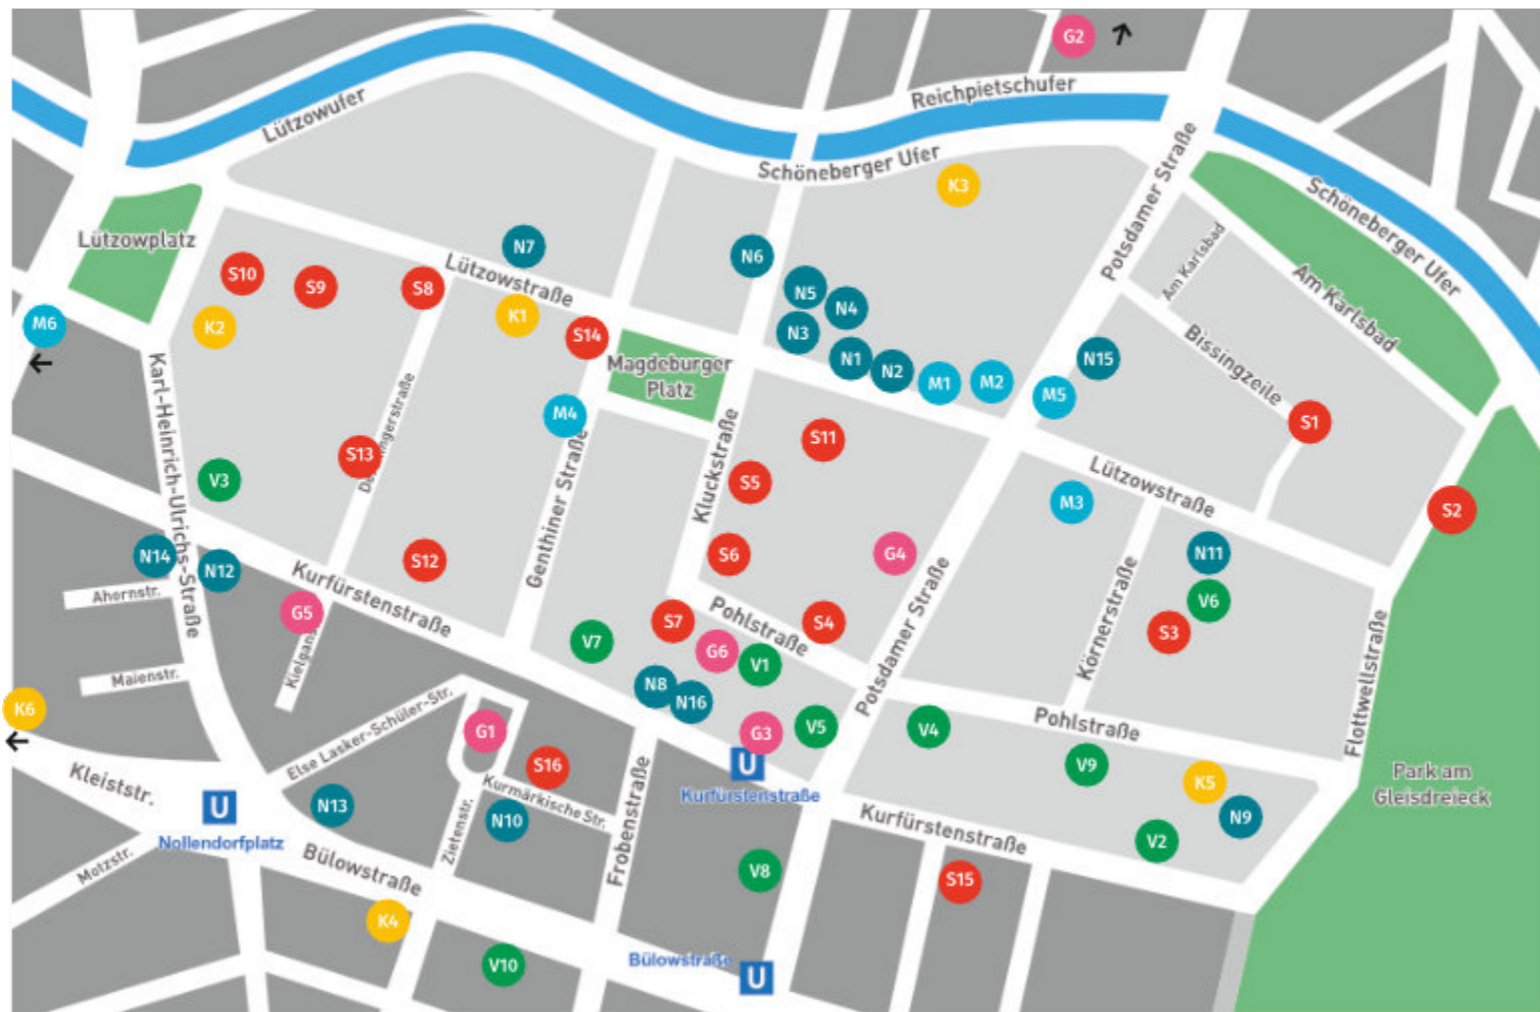 G2
Reichpietschufer
Lützowufer
Schöneberger Ufer
K3
Potsdamer Straße
Schöneberger Ufer
Lützowplatz
N7
N6
Am Karlsbad
Am Karlsbad
S10
S9
S8
Lützowstraße
N5
N4
K2
K1
S14
N3
M6
Magdeburger
Platz
N1
N2
M1
M2
N15
M5
Bissingzeile
Karl-Heinrich-Ulrichs-Straße
M4
S1
S13
S11
Kluckstraße
V3
S5
Lützowstraße
M3
S2
Genthiner Straße
N14
N12
S12
S6
G4
N11
Ahornstr.
Kurfürstenstraße
Potsdamer Straße
Körnerstraße
V6
G5
Pohlstraße
S7
S4
S3
V7
G6
V1
Flottwellstraße
Maienstr.
N8
N16
K6
Else Lasker-Schüler-Str.
G1
G3
V5
V4
Pohlstraße
Kleiststr.
S16
U
Kurfürstenstraße
V9
K5
Park am
Gleisdreieck
U
Nollendorfplatz
N13
Kurmärkische Str.
N10
Zietenstr.
Frobenstraße
Kurfürstenstraße
N9
V2
Motzstr.
Bülowstraße
V8
S15
K4
V10
Bülowstraße
U